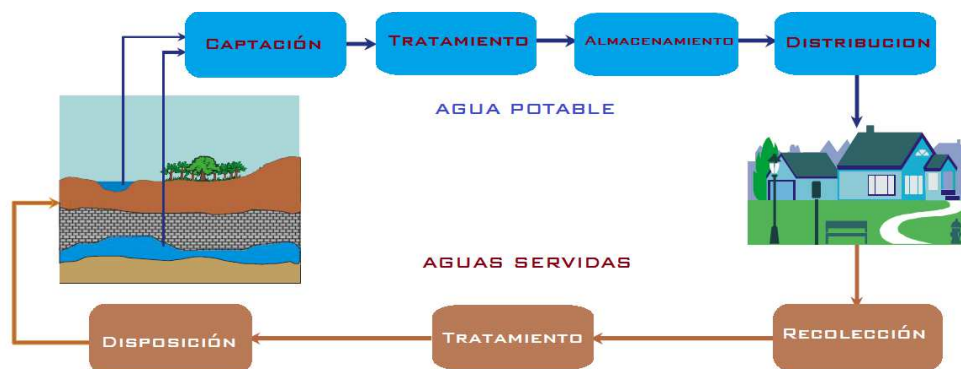 CAPTACIÓN
TRATAMIENTO
ALMACENAMIENTO
DISTRIBUCION
AGUA POTABLE
AGUAS SERVIDAS
DISPOSICIÓN
TRATAMIENTO
RECOLECCIÓN